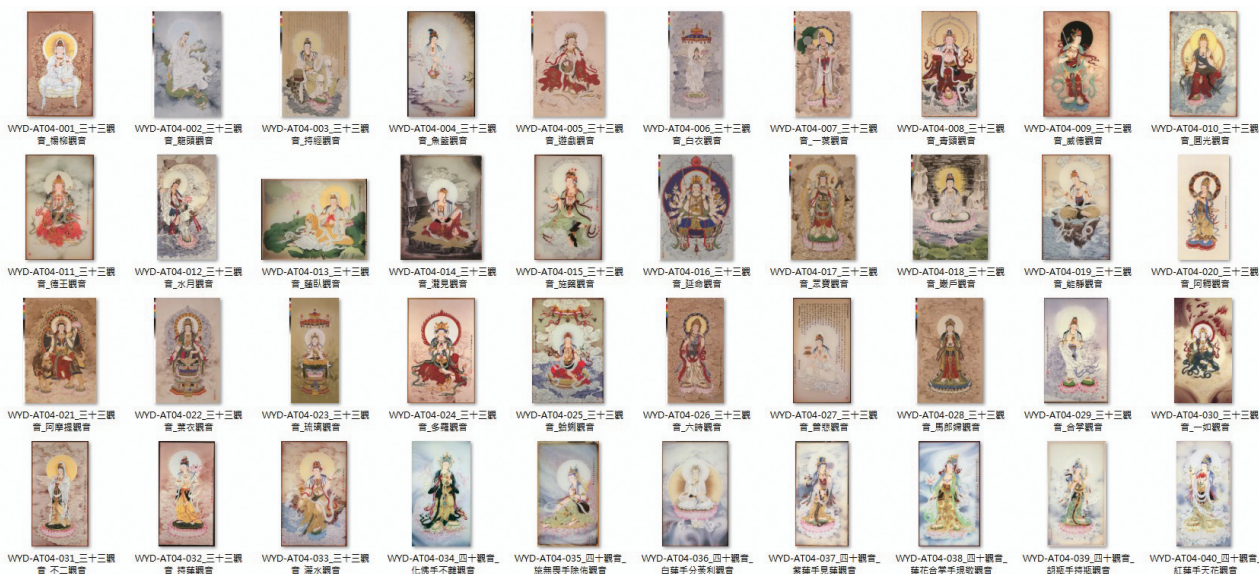 WYD-AT04-001_三十三觀
音_楊柳觀音
WYD-AT04-002_三十三觀
音_龍頭觀音
WYD-AT04-003_三十三觀
音_持經觀音
WYD-AT04-004_三十三觀
音_魚籃觀音
WYD-AT04-005_三十三觀
音_遊戲觀音
WYD-AT04-006_三十三觀
音_白衣觀音
WYD-AT04-007_三十三觀
音_一葉觀音
WYD-AT04-008_三十三觀
音_青頸觀音
WYD-AT04-009_三十三觀
音_威德觀音
WYD-AT04-010_三十三觀
音_圓光觀音
WYD-AT04-011_三十三觀
音_德王觀音
WYD-AT04-012_三十三觀
音_水月觀音
WYD-AT04-013_三十三觀
音_蓮臥觀音
WYD-AT04-014_三十三觀
音_瀧見觀音
WYD-AT04-015_三十三觀
音_施藥觀音
WYD-AT04-016_三十三觀
音_延命觀音
WYD-AT04-017_三十三觀
音_眾寶觀音
WYD-AT04-018_三十三觀
音_巖戶觀音
WYD-AT04-019_三十三觀
音_能靜觀音
WYD-AT04-020_三十三觀
音_阿耨觀音
WYD-AT04-021_三十三觀
音_阿摩提觀音
WYD-AT04-022_三十三觀
音_葉衣觀音
WYD-AT04-023_三十三觀
音_琉璃觀音
WYD-AT04-024_三十三觀
音_多羅觀音
WYD-AT04-025_三十三觀
音_蛤蜊觀音
WYD-AT04-026_三十三觀
音_六時觀音
WYD-AT04-027_三十三觀
音_普悲觀音
WYD-AT04-028_三十三觀
音_馬郎婦觀音
WYD-AT04-029_三十三觀
音_合掌觀音
WYD-AT04-030_三十三觀
音_一如觀音
WYD-AT04-031_三十三觀
音_不二觀音
WYD-AT04-032_三十三觀
音_持蓮觀音
WYD-AT04-033_三十三觀
音_灑水觀音
WYD-AT04-034_四十觀音_
化佛手不離觀音
WYD-AT04-035_四十觀音_
施無畏手除怖觀音
WYD-AT04-036_四十觀音_
白蓮手分荼利觀音
WYD-AT04-037_四十觀音_
紫蓮手見蓮觀音
WYD-AT04-038_四十觀音_
蓮花合掌手現敬觀音
WYD-AT04-039_四十觀音_
胡瓶手持瓶觀音
WYD-AT04-040_四十觀音_
紅蓮手天花觀音